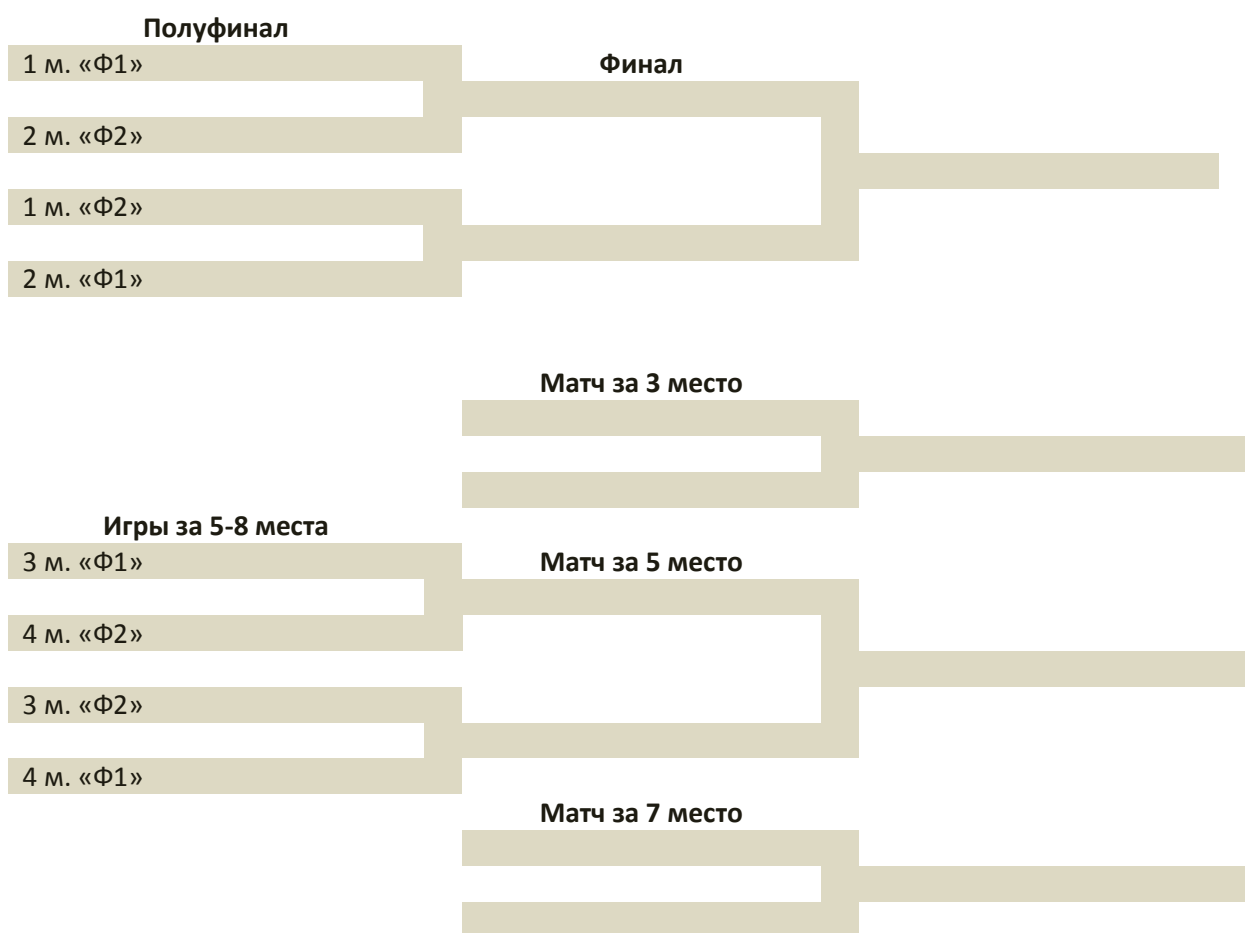 Полуфинал
1 м. «Ф1»
Финал
2 м. «Ф2»
1 м. «Ф2»
2 м. «Ф1»
Матч за 3 место
Игры за 5-8 места
3 м. «Ф1»
Матч за 5 место
4 м. «Ф2»
3 м. «Ф2»
4 м. «Ф1»
Матч за 7 место